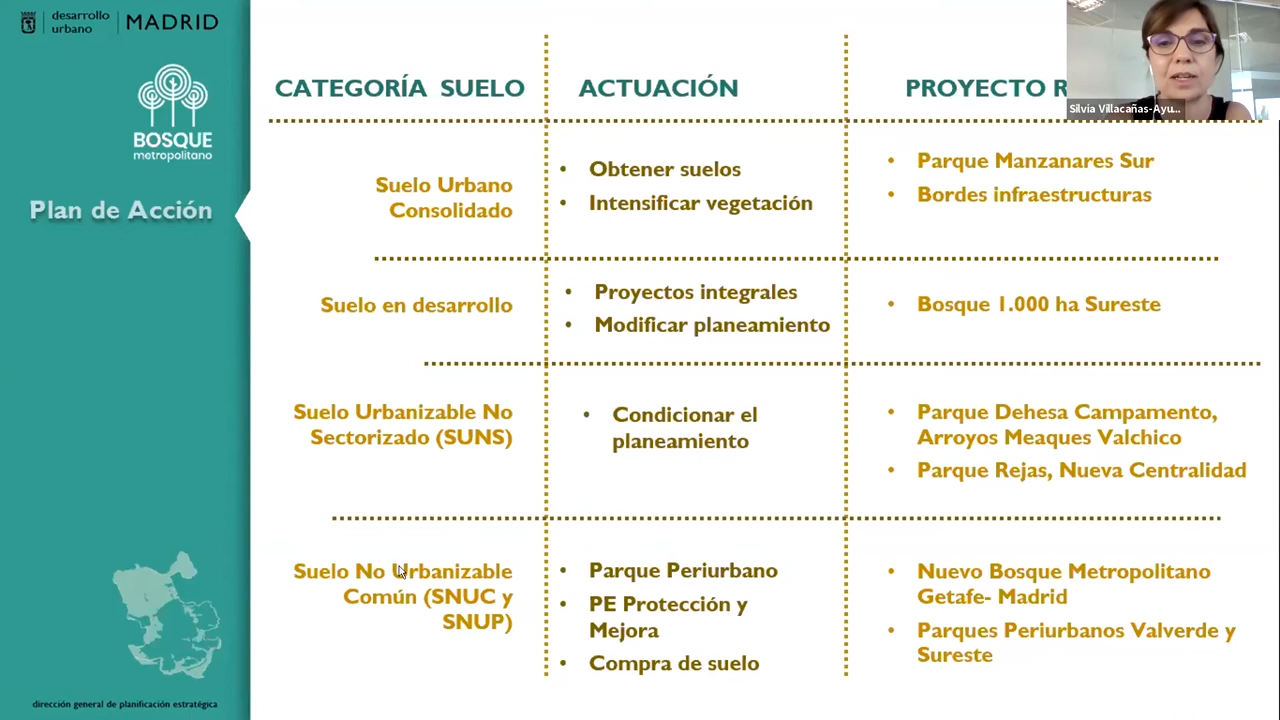 desarrollo
urbano
MADRID
BOSQUE
metropolitano
Plan de Acción
dirección general de planificación estratégica
CATEGORÍA SUELO
ACTUACIÓN
PROYECTO R
Silvia Villacañas-Ayu...
Suelo Urbano
Consolidado
• Obtener suelos
• Intensificar vegetación
• Parque Manzanares Sur
• Bordes infraestructuras
Suelo en desarrollo
• Proyectos integrales
• Modificar planeamiento
• Bosque 1.000 ha Sureste
Suelo Urbanizable No
Sectorizado (SUNS)
• Condicionar el
planeamiento
• Parque Dehesa Campamento,
Arroyos Meaques Valchico
• Parque Rejas, Nueva Centralidad
Suelo No Urbanizable
Común (SNUC y
SNUP)
• Parque Periurbano
• PE Protección y
Mejora
• Compra de suelo
• Nuevo Bosque Metropolitano
Getafe- Madrid
• Parques Periurbanos Valverde y
Sureste